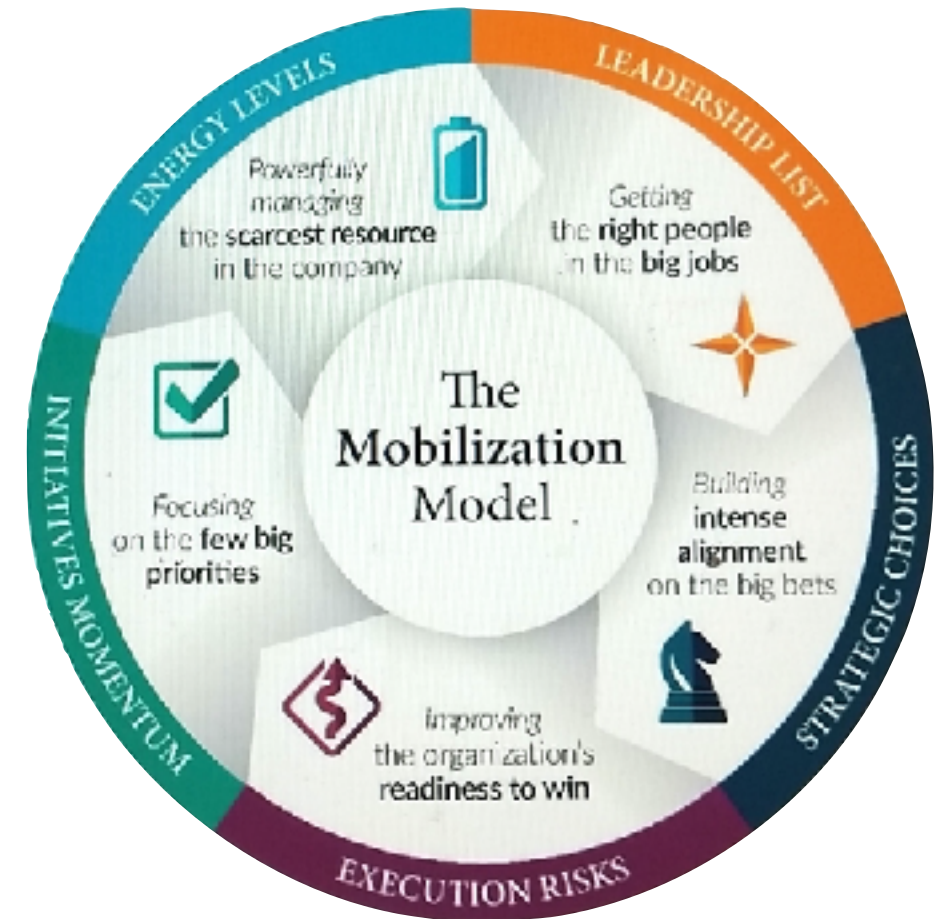 The
Mobilization
Model
LEADERSHIP LIST
Getting
the right people
in the big jobs
STRATEGIC CHOICES
Building
intense
alignment
on the big bets
EXECUTION RISKS
Improving
the organization's
readiness to win
INITIATIVES MOMENTUM
Focusing
on the few big
priorities
ENERGY LEVELS
Powerfully
managing
the scarcest resource
in the company